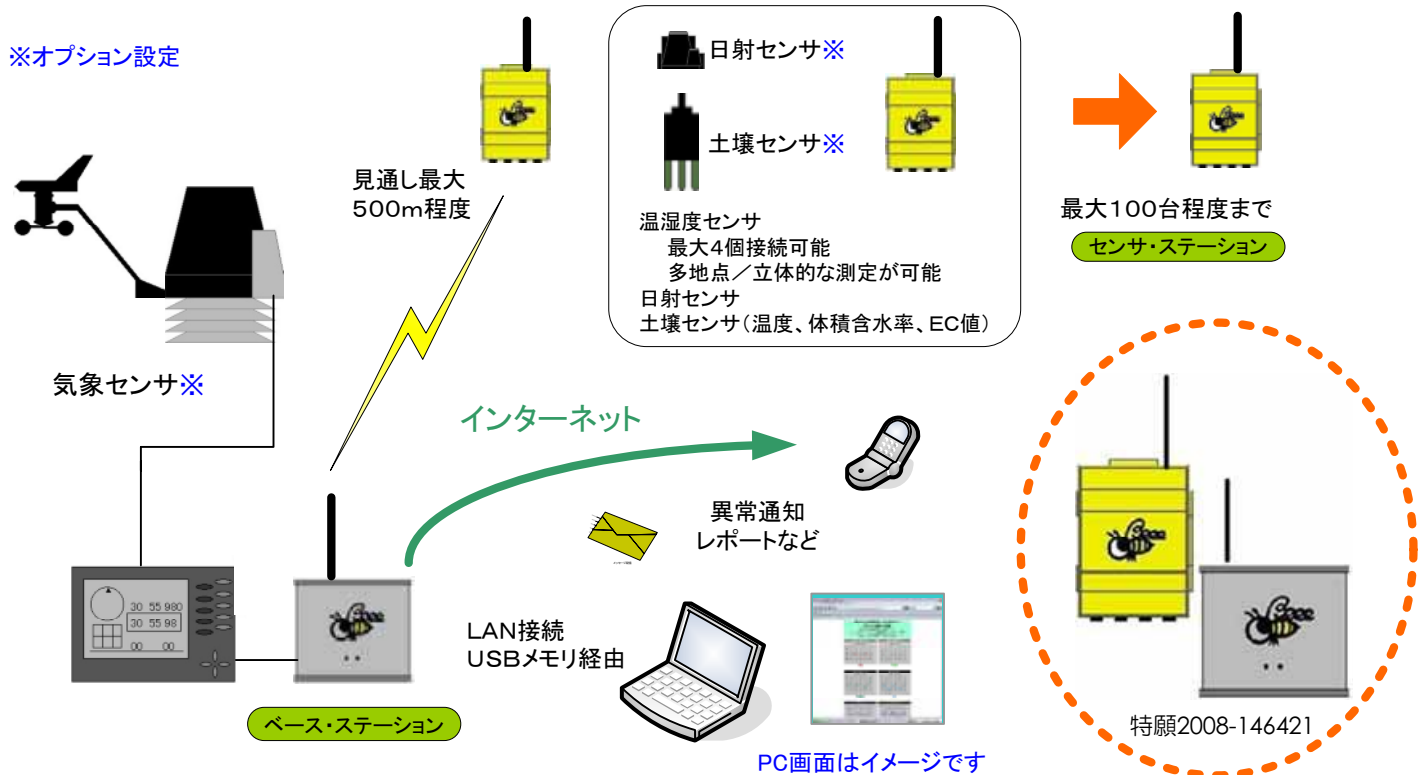 ※オプション設定
見通し最大
500m程度
日射センサ※
土壌センサ※
温湿度センサ
最大4個接続可能
多地点／立体的な測定が可能
日射センサ
土壌センサ(温度、体積含水率、EC値)
最大100台程度まで
センサ・ステーション
気象センサ※
インターネット
異常通知
レポートなど
30 55 980
30 55 98
00 00
LAN接続
USBメモリ経由
ベース・ステーション
PC画面はイメージです
特願2008-146421